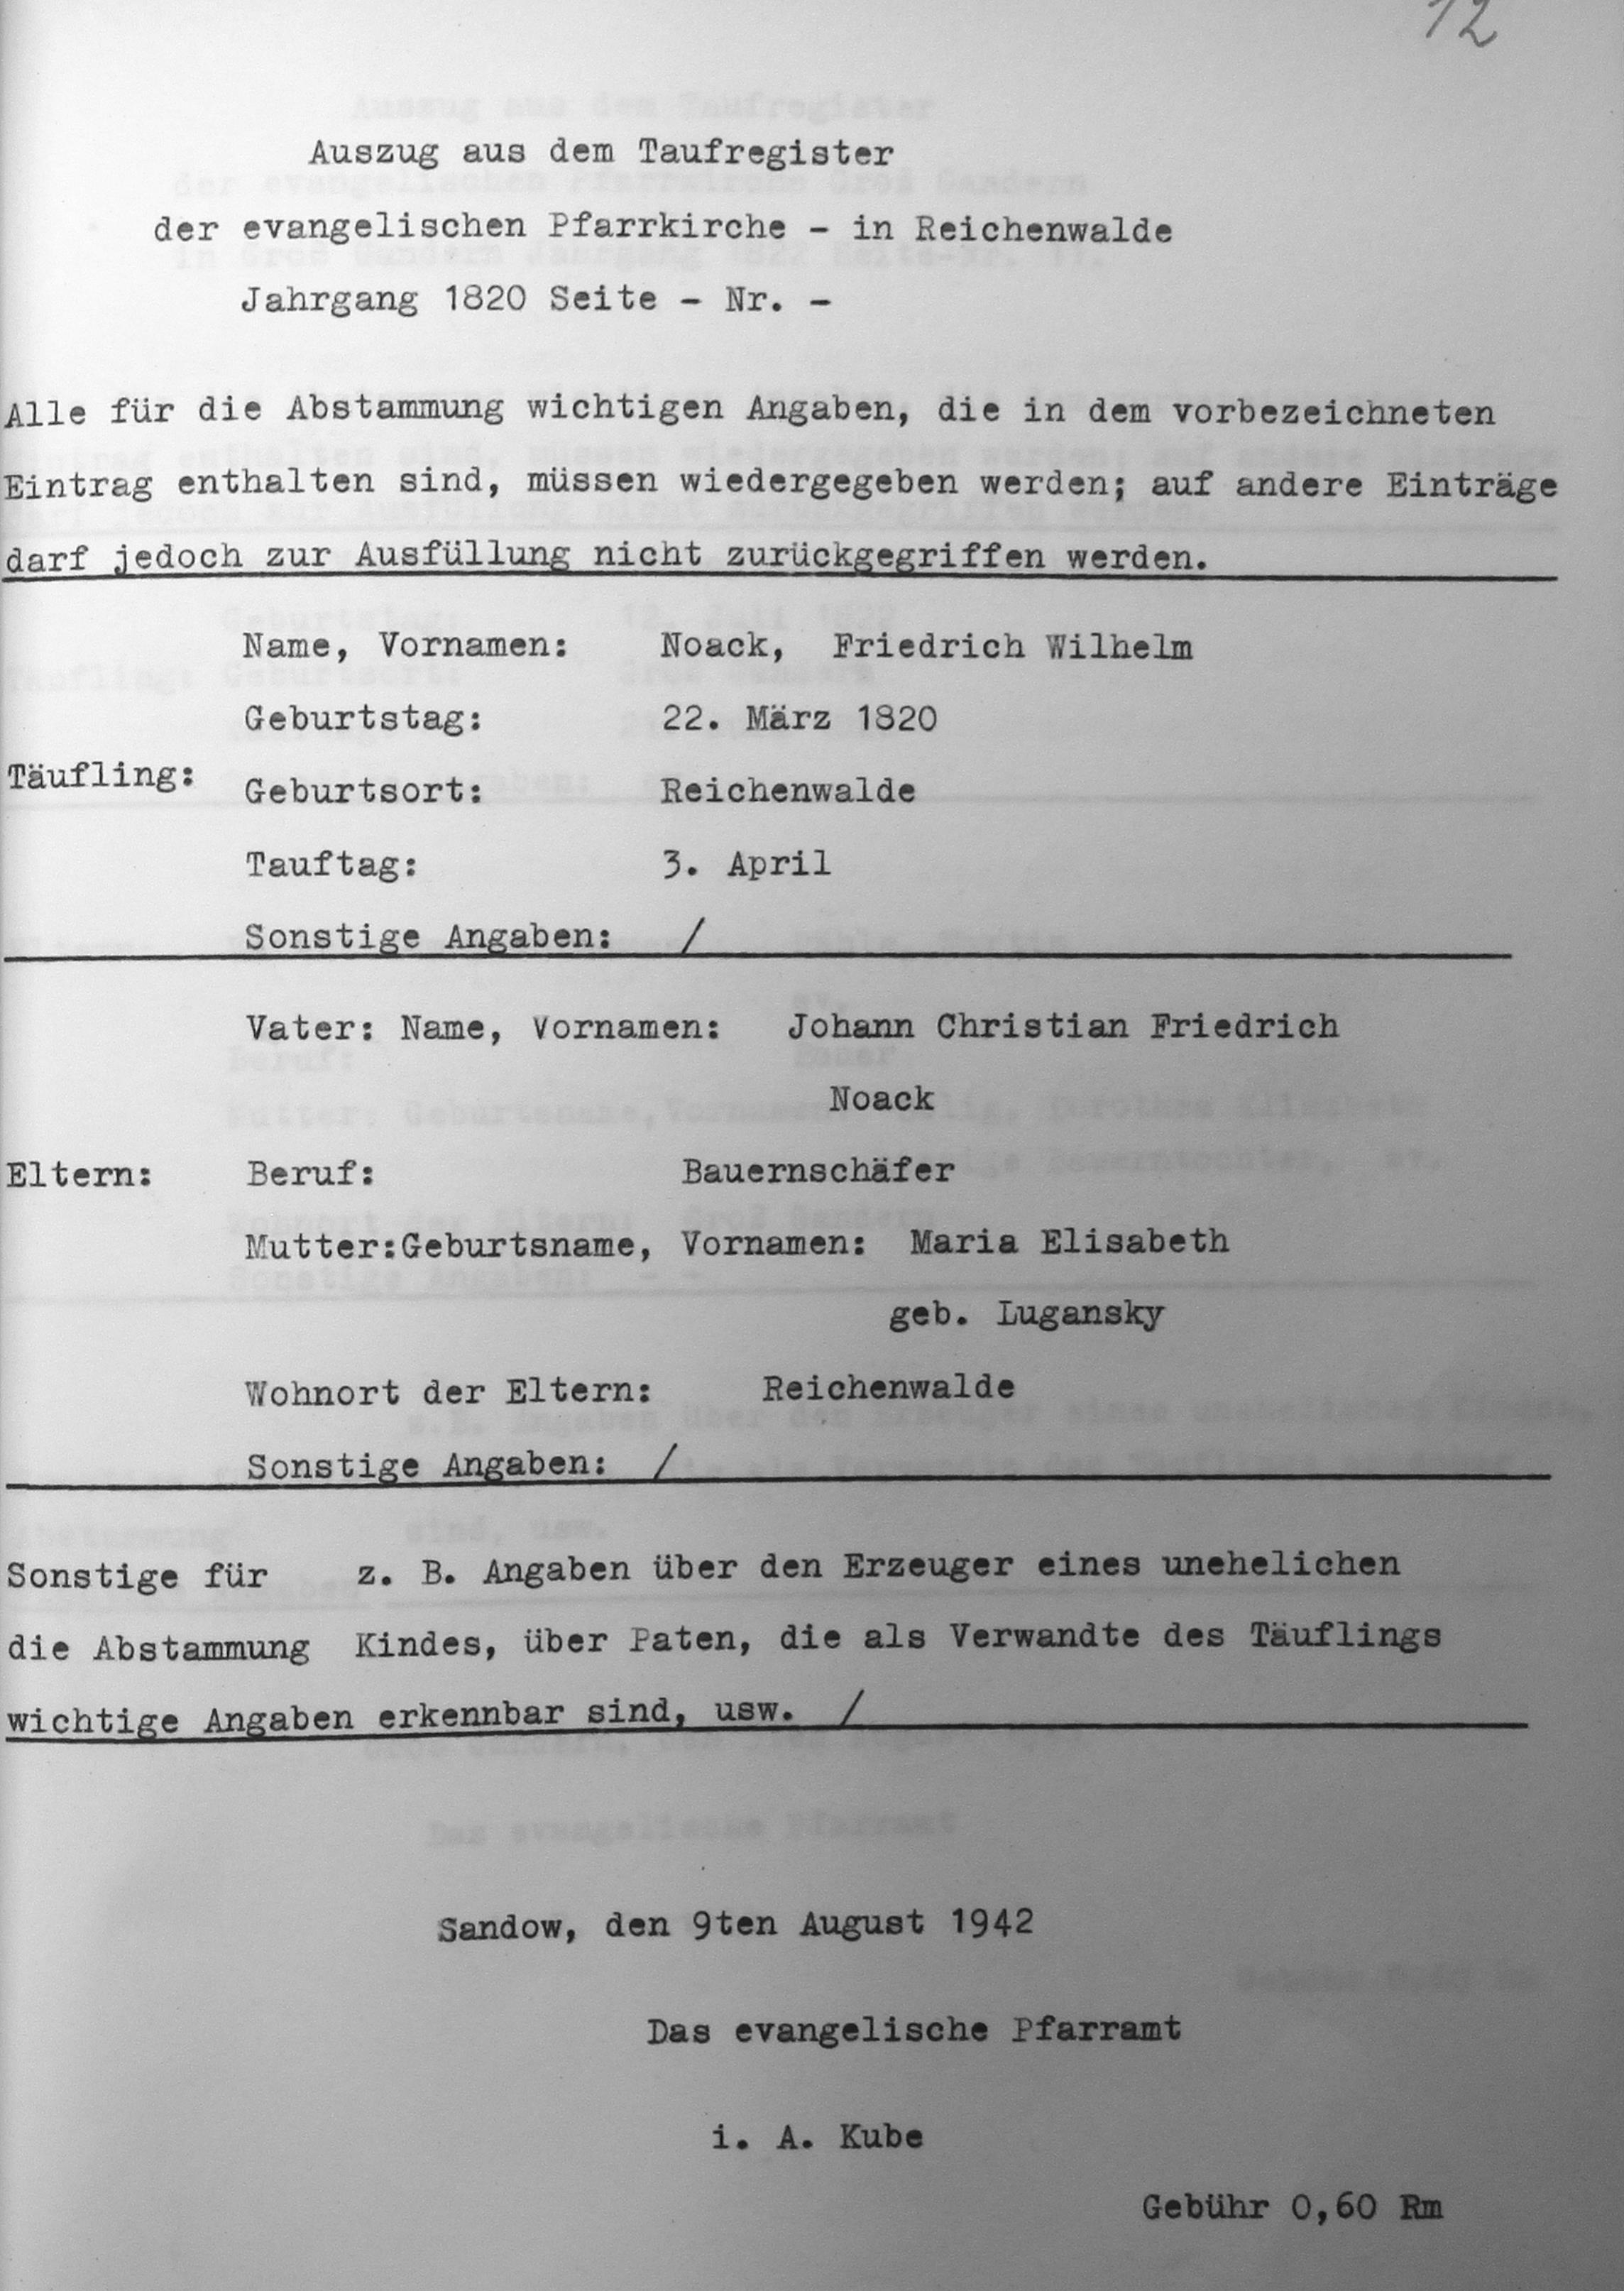 12
Auszug aus dem Taufregister
der evangelischen Pfarrkirche - in Reichenwalde
Jahrgang 1820 Seite - Nr. -
Alle für die Abstammung wichtigen Angaben, die in dem vorbezeichneten
Eintrag enthalten sind, müssen wiedergegeben werden; auf andere Einträge
darf jedoch zur Ausfüllung nicht zurückgegriffen werden.
Name, Vornamen: Noack, Friedrich Wilhelm
Geburtstag: 22. März 1820
Täufling:
Geburtsort: Reichenwalde
Tauftag: 3. April
Sonstige Angaben: /
Vater: Name, Vornamen: Johann Christian Friedrich
Noack
Eltern: Beruf: Bauernschäfer
Mutter:Geburtsname, Vornamen: Maria Elisabeth
geb. Lugansky
Wohnort der Eltern: Reichenwalde
Sonstige Angaben: /
Sonstige für z. B. Angaben über den Erzeuger eines unehelichen
die Abstammung Kindes, über Paten, die als Verwandte des Täuflings
wichtige Angaben erkennbar sind, usw. /
Sandow, den 9ten August 1942
Das evangelische Pfarramt
i. A. Kube
Gebühr 0,60 Rm